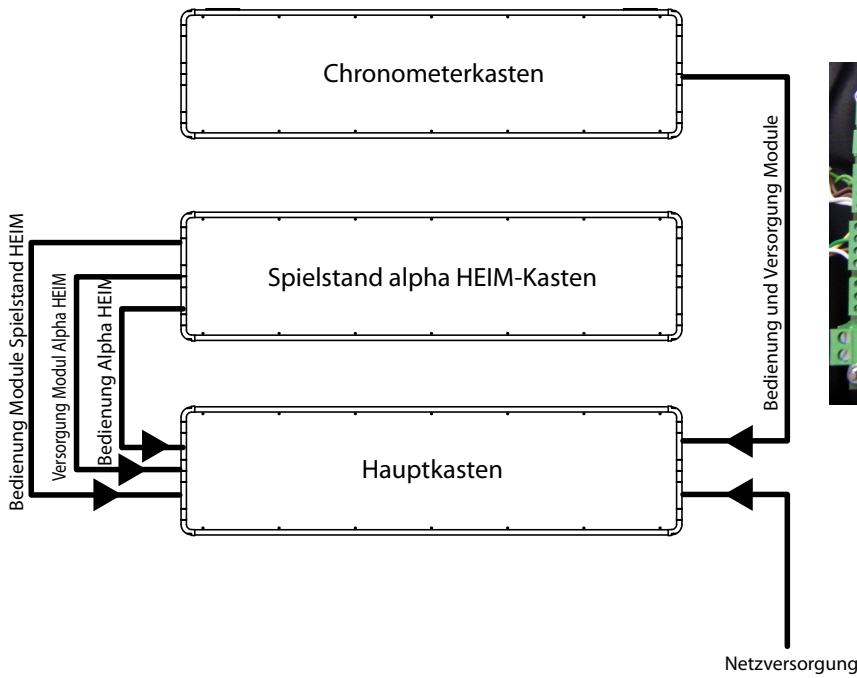 Chronometerkasten
Bedienung und Versorgung Module
Spielstand alpha HEIM-Kasten
Bedienung Module Spielstand HEIM
Versorgung Modul Alpha HEIM
Bedienung Alpha HEIM
Hauptkasten
Netzversorgung